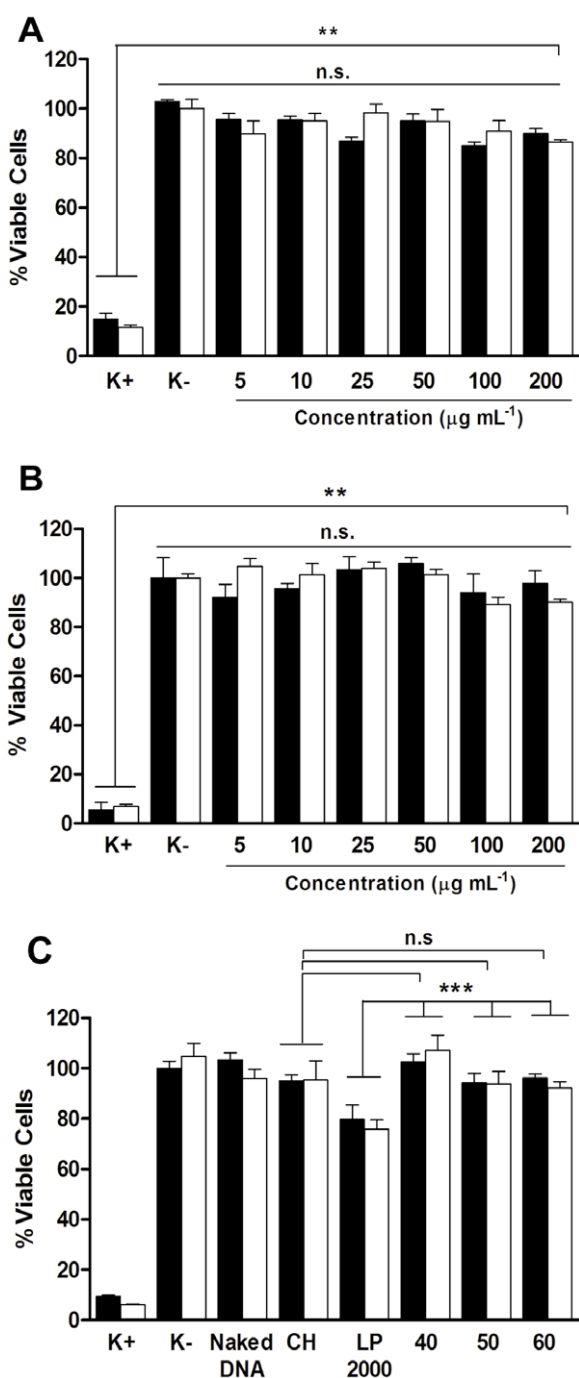 A
**
n.s.
% Viable Cells
120
100
80
60
40
20
0
K+ K- 5 10 25 50 100 200
Concentration (μg mL-1)
B
**
n.s.
% Viable Cells
120
100
80
60
40
20
0
K+ K- 5 10 25 50 100 200
Concentration (μg mL-1)
C
n.s
***
% Viable Cells
120
100
80
60
40
20
0
K+ K- Naked CH LP 40 50 60
DNA 2000